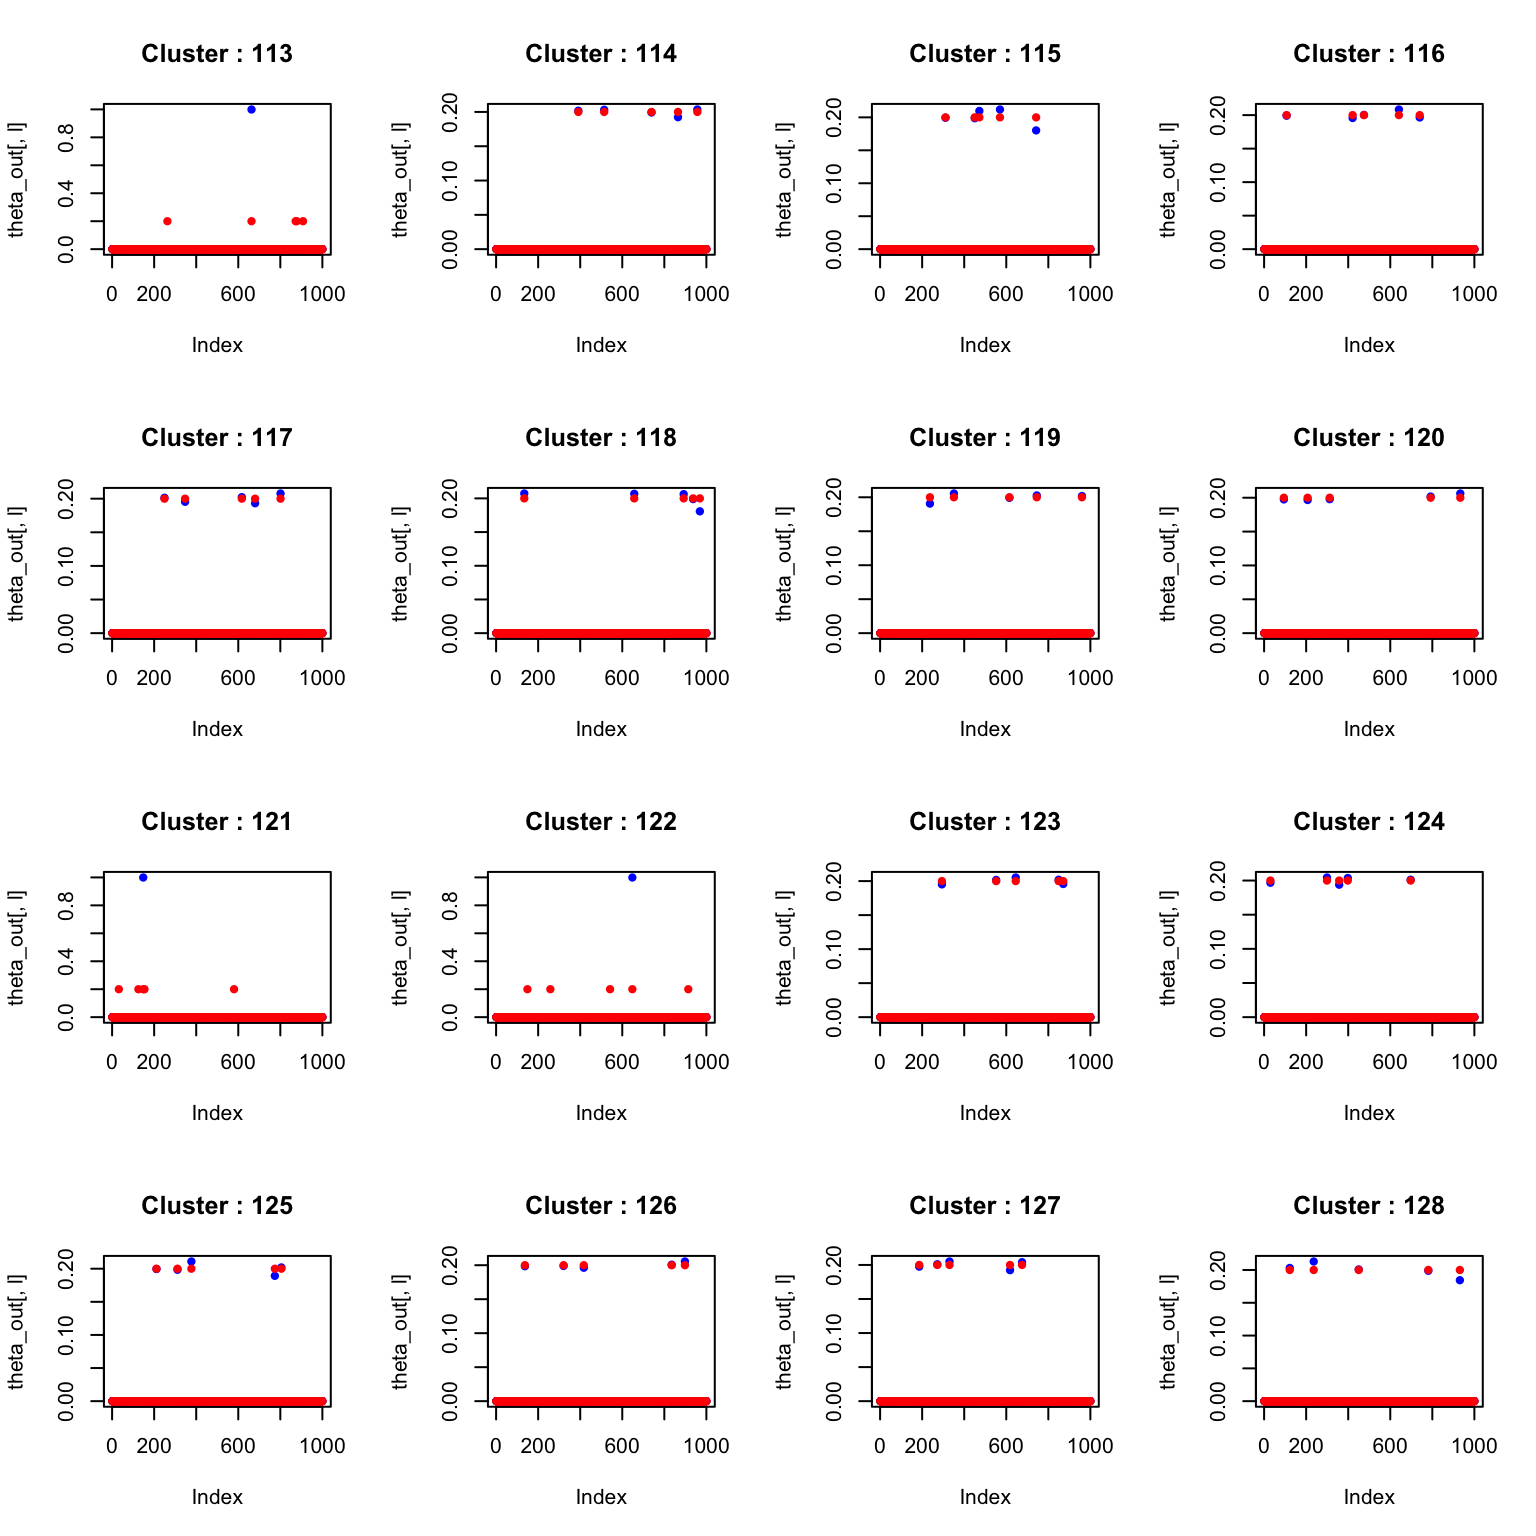 Cluster : 113
theta_out[, l]
0.0 0.4 0.8
0 200 600 1000
Index
Cluster : 114
theta_out[, l]
0.00 0.10 0.20
0 200 600 1000
Index
Cluster : 115
theta_out[, l]
0.00 0.10 0.20
0 200 600 1000
Index
Cluster : 116
theta_out[, l]
0.00 0.10 0.20
0 200 600 1000
Index
Cluster : 117
theta_out[, l]
0.00 0.10 0.20
0 200 600 1000
Index
Cluster : 118
theta_out[, l]
0.00 0.10 0.20
0 200 600 1000
Index
Cluster : 119
theta_out[, l]
0.00 0.10 0.20
0 200 600 1000
Index
Cluster : 120
theta_out[, l]
0.00 0.10 0.20
0 200 600 1000
Index
Cluster : 121
theta_out[, l]
0.0 0.4 0.8
0 200 600 1000
Index
Cluster : 122
theta_out[, l]
0.0 0.4 0.8
0 200 600 1000
Index
Cluster : 123
theta_out[, l]
0.00 0.10 0.20
0 200 600 1000
Index
Cluster : 124
theta_out[, l]
0.00 0.10 0.20
0 200 600 1000
Index
Cluster : 125
theta_out[, l]
0.00 0.10 0.20
0 200 600 1000
Index
Cluster : 126
theta_out[, l]
0.00 0.10 0.20
0 200 600 1000
Index
Cluster : 127
theta_out[, l]
0.00 0.10 0.20
0 200 600 1000
Index
Cluster : 128
theta_out[, l]
0.00 0.10 0.20
0 200 600 1000
Index